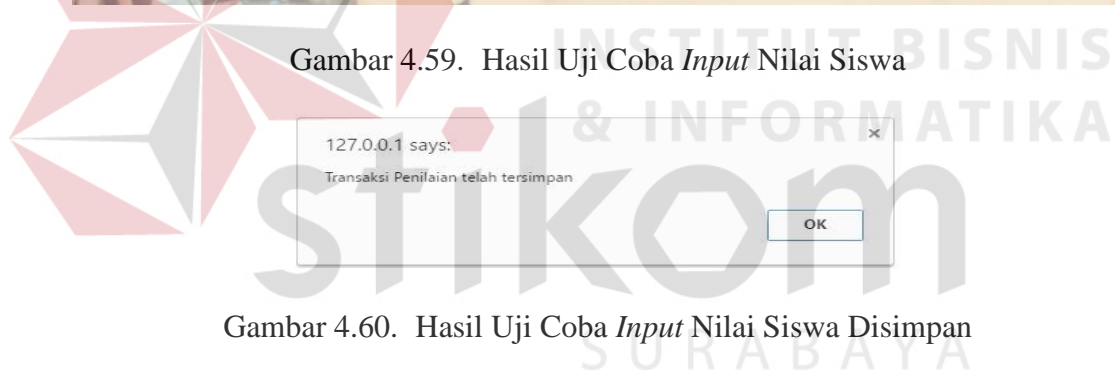 Gambar 4.59. Hasil Uji Coba Input Nilai Siswa
INSTITUT BISNIS
& INFORMATIKA
127.0.0.1 says:
×
Transaksi Penilaian telah tersimpan
OK
stikom
Gambar 4.60. Hasil Uji Coba Input Nilai Siswa Disimpan
SURABAYA